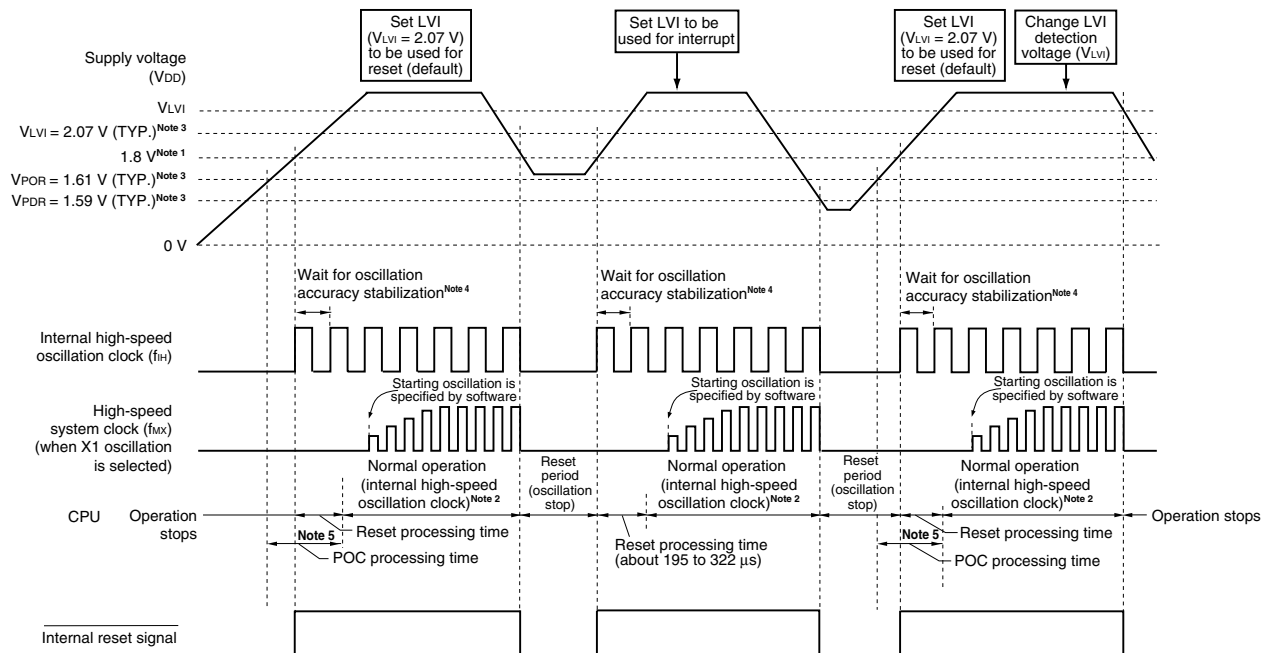 Set LVI
(VLVI = 2.07 V)
to be used for
reset (default)
Set LVI to be
used for interrupt
Set LVI
(VLVI = 2.07 V)
to be used for
reset (default)
Change LVI
detection
voltage (VLVI)
Supply voltage
(VDD)
VLVI
VLVI = 2.07 V (TYP.)Note 3
1.8 VNote 1
VPOR = 1.61 V (TYP.)Note 3
VPDR = 1.59 V (TYP.)Note 3
0 V
Wait for oscillation
accuracy stabilizationNote 4
Wait for oscillation
accuracy stabilizationNote 4
Wait for oscillation
accuracy stabilizationNote 4
Internal high-speed
oscillation clock (fIH)
Starting oscillation is
specified by software
Starting oscillation is
specified by software
Starting oscillation is
specified by software
High-speed
system clock (fMX)
(when X1 oscillation
is selected)
Normal operation
(internal high-speed
oscillation clock)Note 2
Reset
period
(oscillation
stop)
Normal operation
(internal high-speed
oscillation clock)Note 2
Reset
period
(oscillation
stop)
Normal operation
(internal high-speed
oscillation clock)Note 2
CPU
Operation
stops
Operation stops
Note 5
Reset processing time
POC processing time
Reset processing time
(about 195 to 322 μs)
Note 5
Reset processing time
POC processing time
Internal reset signal